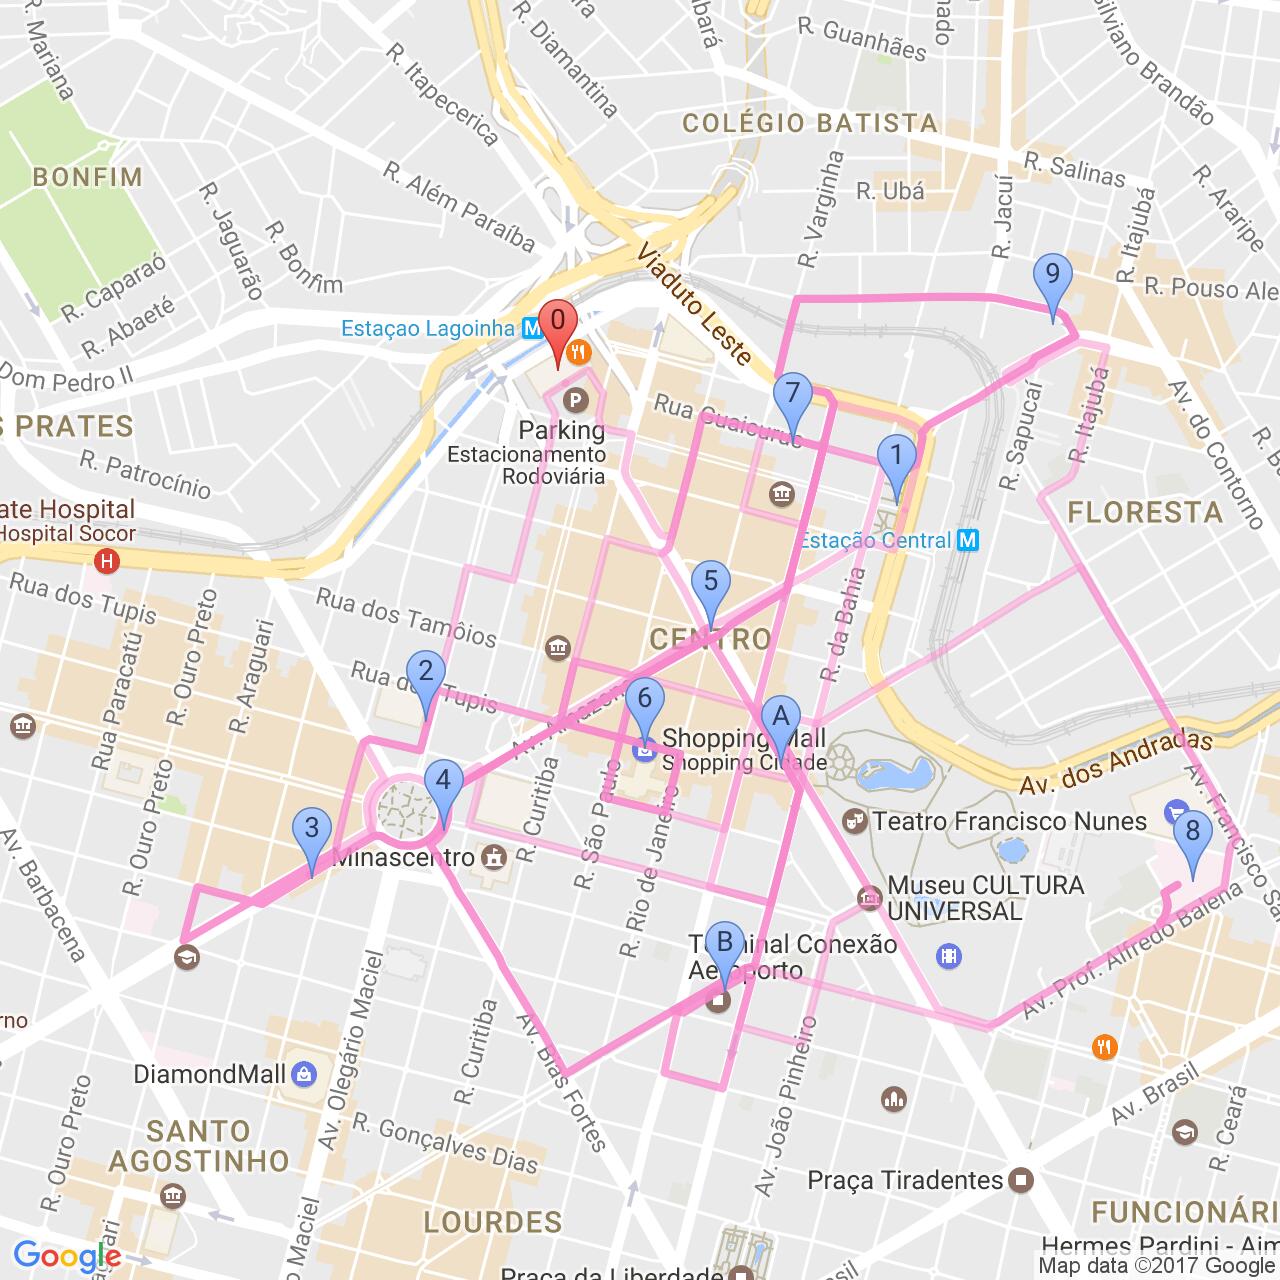 R. Mariana
R. Itapecerica
R. Diamantina
R. Guanhães
Silviano Brandão
COLÉGIO BATISTA
R. Salinas
R. Araripe
BONFIM
R. Além Paraíba
R. Ubá
R. Varginha
R. Jacuí
R. Itajubá
R. Jaguarão
R. Bonfim
R. Caparaó
R. Abaeté
Viaduto Leste
R. Pouso Ale
9
0
Estaçao Lagoinha
M
Dom Pedro II
PRATES
R. Patrocínio
P
Parking
Estacionamento
Rodoviária
Rua Guaicurus
7
1
R. Sapucaí
R. Itajubá
Av. do Contorno
FLORESTA
Estação Central
M
ate Hospital
Hospital Socor
H
Rua dos Tupis
R. Ouro Preto
Rua dos Tamôios
5
CENTRO
R. da Bahia
Rua Paracatú
R. Araguari
Rua dos Tupis
2
6
A
Shopping Mall
Shopping Cidade
Av. dos Andradas
4
3
R. Ouro Preto
R. Curitiba
R. São Paulo
R. Rio de Janeiro
Minascentro
Teatro Francisco Nunes
8
Museu CULTURA
UNIVERSAL
Av. Barbacena
B
Terminal Conexão
Aeroporto
Av. Prof. Alfredo Balena
R. Olegário Maciel
R. Curitiba
Av. Bias Fortes
DiamondMall
R. Ouro Preto
Av. João Pinheiro
Av. Brasil
R. Ceará
SANTO
AGOSTINHO
R. Gonçalves Dias
Praça Tiradentes
LOURDES
FUNCIONÁRI
Hermes Pardini - Aim
Google
Praça da Liberdade
Map data ©2017 Google